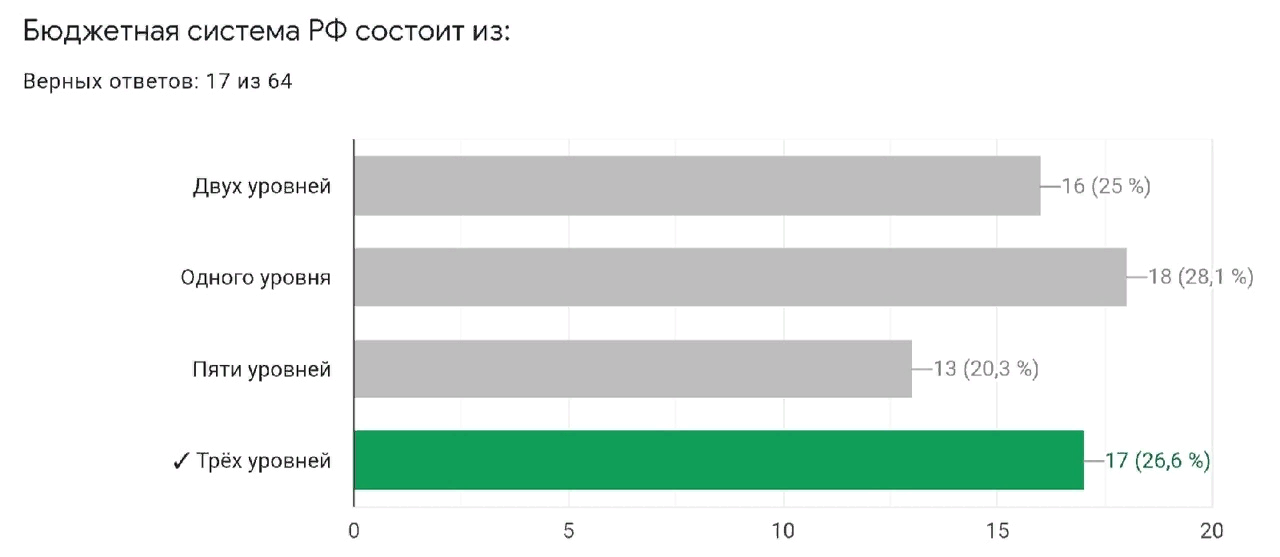 Бюджетная система РФ состоит из:
Верных ответов: 17 из 64
Двух уровней
16 (25 %)
Одного уровня
18 (28,1 %)
Пяти уровней
13 (20,3 %)
✓ Трёх уровней
17 (26,6 %)
0 5 10 15 20